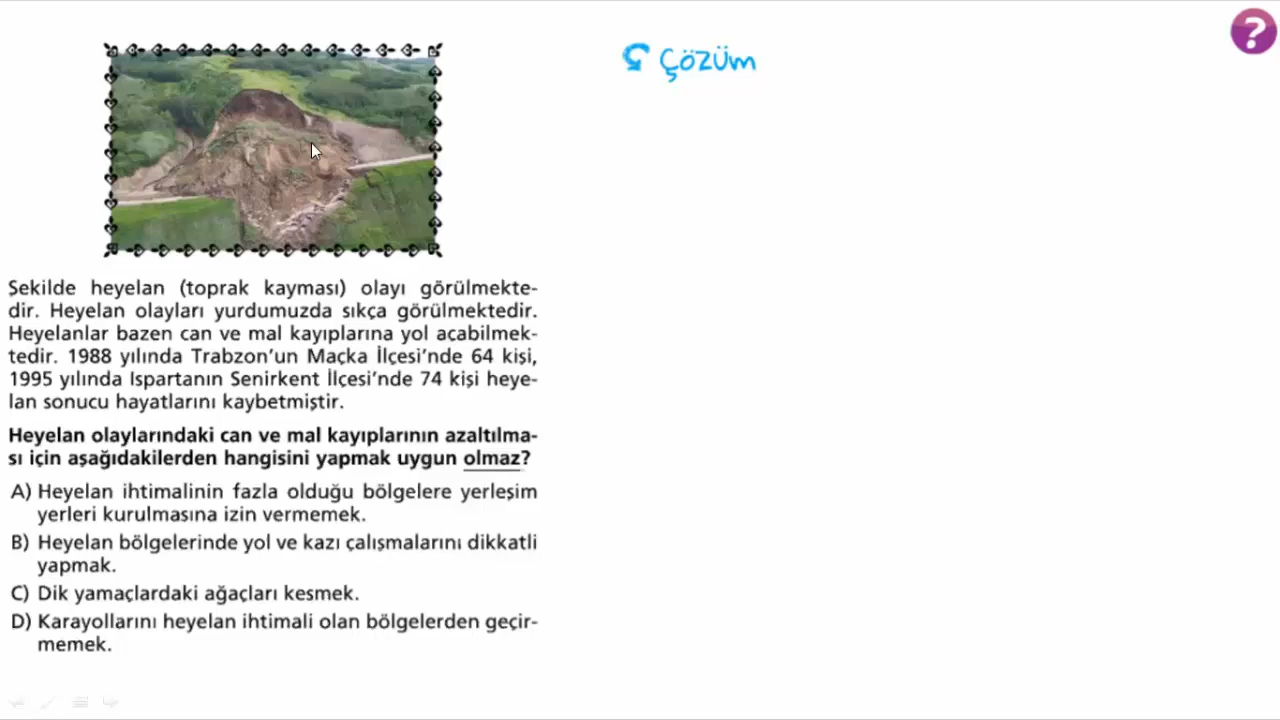 ?
Çözüm
Şekilde heyelan (toprak kayması) olayı görülmekte-
dir. Heyelan olayları yurdumuzda sıkça görülmektedir.
Heyelanlar bazen can ve mal kayıplarına yol açabilmek-
tedir. 1988 yılında Trabzon'un Maçka İlçesi'nde 64 kişi,
1995 yılında Ispartanın Senirkent İlçesi'nde 74 kişi heye-
lan sonucu hayatlarını kaybetmiştir.
Heyelan olaylarındaki can ve mal kayıplarının azaltılma-
sı için aşağıdakilerden hangisini yapmak uygun olmaz?
A) Heyelan ihtimalinin fazla olduğu bölgelere yerleşim
yerleri kurulmasına izin vermemek.
B) Heyelan bölgelerinde yol ve kazı çalışmalarını dikkatli
yapmak.
C) Dik yamaçlardaki ağaçları kesmek.
D) Karayollarını heyelan ihtimali olan bölgelerden geçir-
memek.